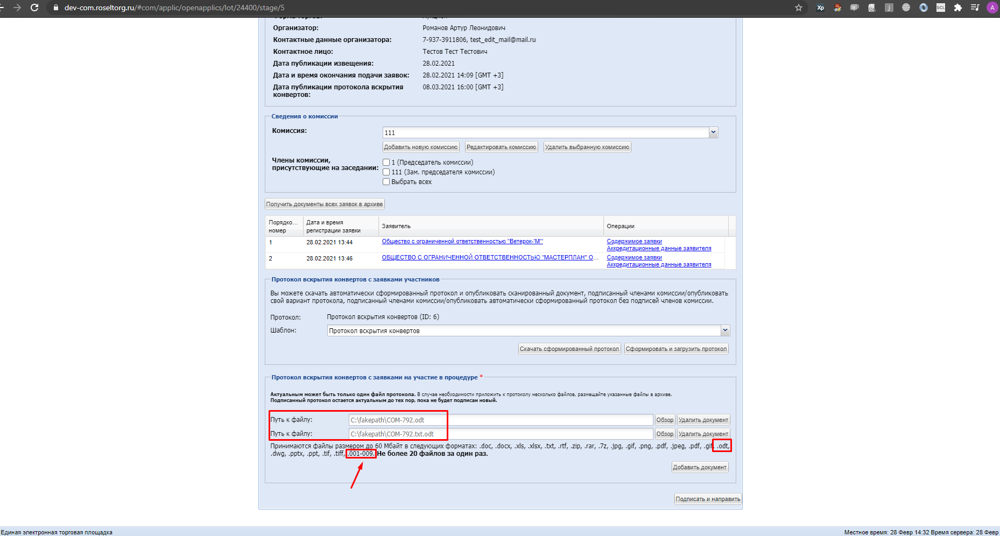 dev-com.roseltorg.ru/#com/applic/openapplics/lot/24400/stage/5
Xp
j
SCL
A
Организатор: Романов Артур Леонидович
Контактные данные организатора: 7-937-3911806, test_edit_mail@mail.ru
Контактное лицо: Тестов Тест Тестович
Дата публикации извещения: 28.02.2021
Дата и время окончания подачи заявок: 28.02.2021 14:09 [GMT +3]
Дата публикации протокола вскрытия 08.03.2021 16:00 [GMT +3]
конвертов:
Сведения о комиссии
Комиссия: 111
Добавить новую комиссию Редактировать комиссию Удалить выбранную комиссию
Члены комиссии,
присутствующие на заседании:
1 (Председатель комиссии)
111 (Зам. председателя комиссии)
Выбрать всех
Получить документы всех заявок в архиве
Порядко...
номер
Дата и время
регистрации заявки
Заявитель
Операции
1 28.02.2021 13:44 Общество с ограниченной ответственностью "Ветерок-'М'" Содержимое заявки
Аккредитационные данные заявителя
2 28.02.2021 13:46 ОБЩЕСТВО С ОГРАНИЧЕННОЙ ОТВЕТСТВЕННОСТЬЮ "МАСТЕРПЛАН" О... Содержимое заявки
Аккредитационные данные заявителя
Протокол вскрытия конвертов с заявками участников
Вы можете скачать автоматически сформированный протокол и опубликовать сканированный документ, подписанный членами комиссии/опубликовать
свой вариант протокола, подписанный членами комиссии/опубликовать автоматически сформированный протокол без подписей членов комиссии.
Протокол: Протокол вскрытия конвертов (ID: 6)
Шаблон: Протокол вскрытия конвертов
Скачать сформированный протокол Сформировать и загрузить протокол
Протокол вскрытия конвертов с заявками на участие в процедуре *
Актуальным может быть только один файл протокола. В случае необходимости приложить к протоколу несколько файлов, размещайте указанные файлы в архиве.
Подписанный протокол остается актуальным до тех пор, пока не будет подписан новый.
Путь к файлу: C:\fakepath\COM-792.odt Обзор Удалить документ
Путь к файлу: C:\fakepath\COM-792.txt.odt Обзор Удалить документ
Принимаются файлы размером до 60 Мбайт в следующих форматах: .doc, .docx, .xls, .xlsx, .txt, .rtf, .zip, .rar, .7z, .jpg, .gif, .png, .pdf, .jpeg, .pdf, .gif, .odt,
.dwg, .pptx, .ppt, .tif, .tiff, .001-009. Не более 20 файлов за один раз.
Добавить документ
Подписать и направить
Единая электронная торговая площадка Местное время: 28 Февр 14:32 Время сервера: 28 Февр